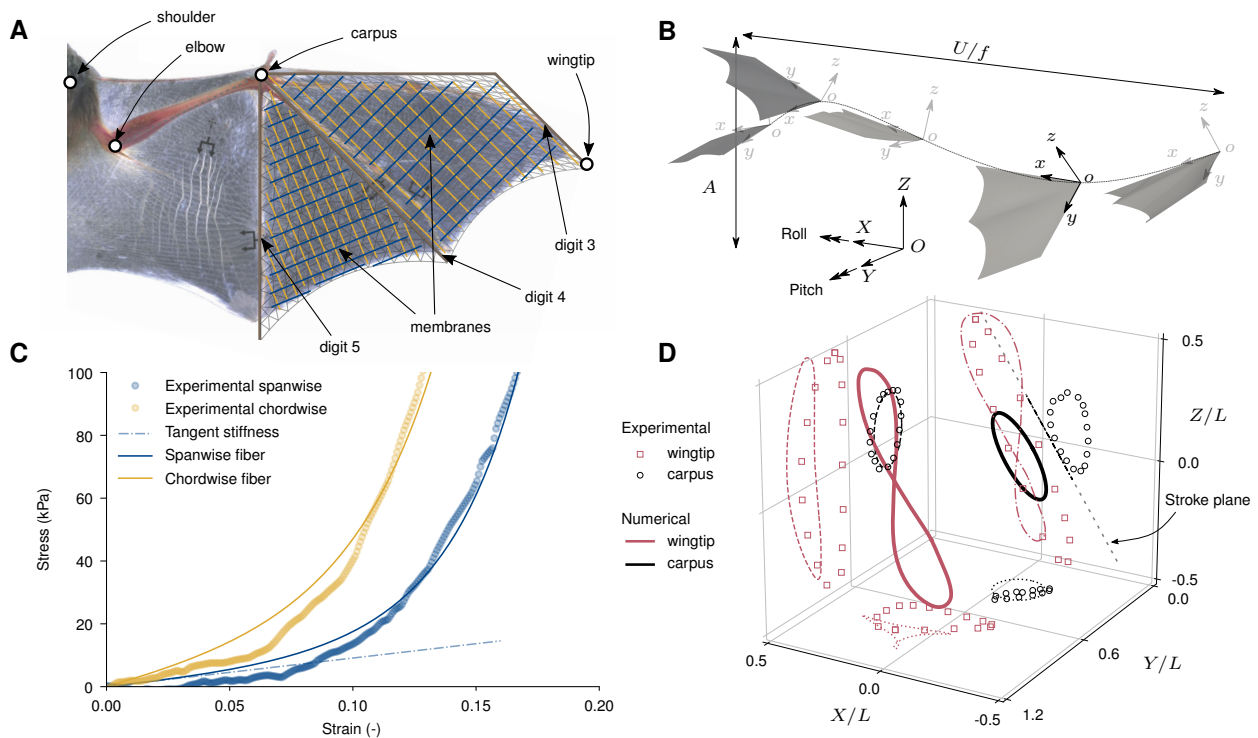 A
shoulder
elbow
carpus
wingtip
digit 3
digit 4
membranes
digit 5
B
U/f
A
z
y
x
o
z
y
x
o
z
x
y
o
z
x
y
o
Z
X
Y
O
Roll
Pitch
C
100
80
60
40
20
0
Stress (kPa)
0.00
0.05
0.10
0.15
0.20
Strain (-)
Experimental spanwise
Experimental chordwise
Tangent stiffness
Spanwise fiber
Chordwise fiber
D
Experimental
wingtip
carpus
Numerical
wingtip
carpus
0.5
Z/L
0.0
Stroke plane
-0.5
0.0
0.6
Y/L
1.2
0.5
0.0
X/L
-0.5